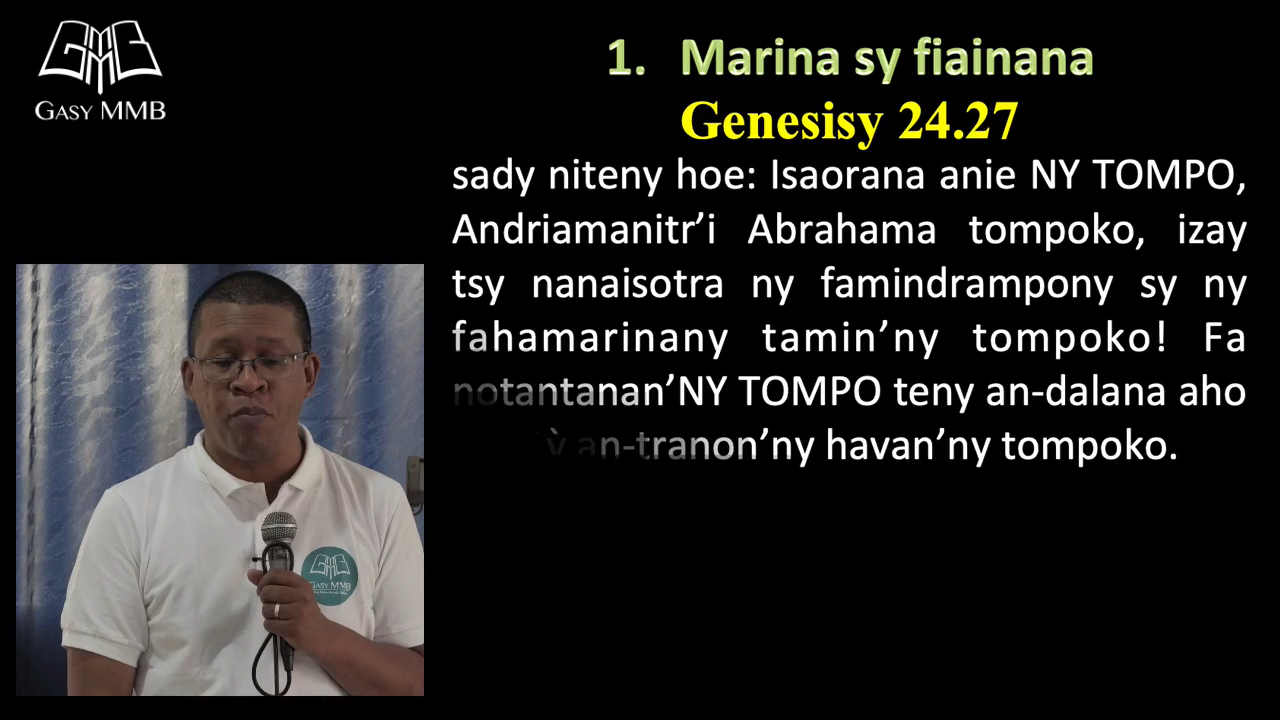 GASY MMB
1. Marina sy fiainana
Genesisy 24.27
sady niteny hoe: Isaorana anie NY TOMPO,
Andriamanitr’i Abrahama tompoko, izay
tsy nanaisotra ny famindrampony sy ny
fahamarinany tamin’ny tompoko! Fa
notantanan’NY TOMPO teny an-dalana aho
an-tranon’ny havan’ny tompoko.
GASY MMB